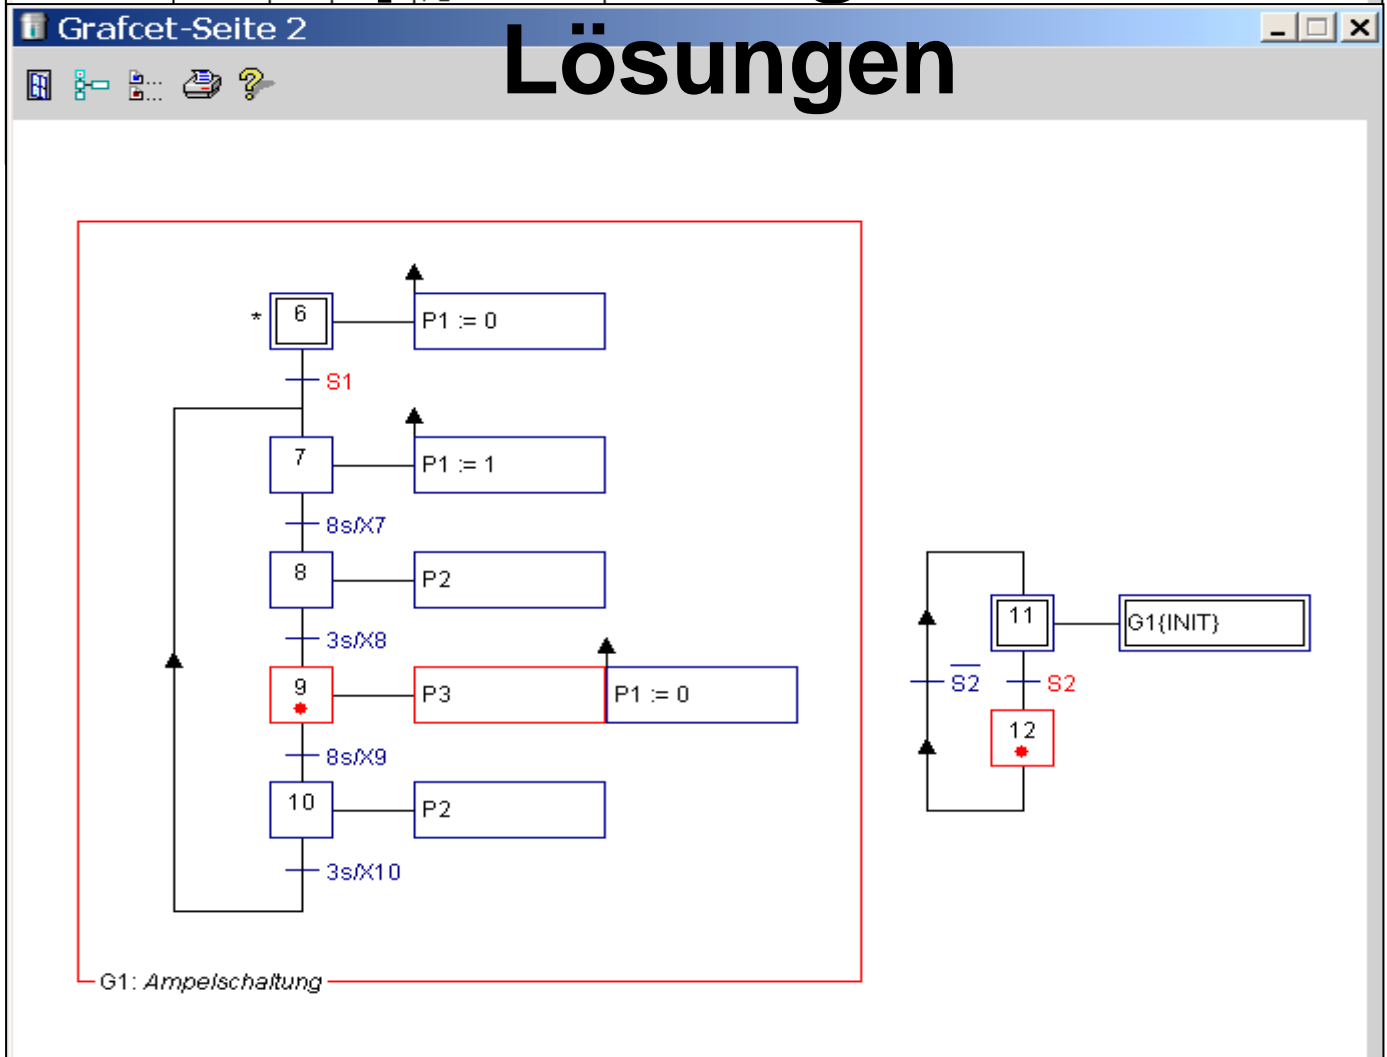 Grafcet-Seite 2
Lösungen
* 6 P1 := 0
S1
7 P1 := 1
8s/X7
8 P2
3s/X8
9 P3 P1 := 0
8s/X9
10 P2
3s/X10
G1: Ampelschaltung
11 G1{INIT}
S̅2̅ S2
12